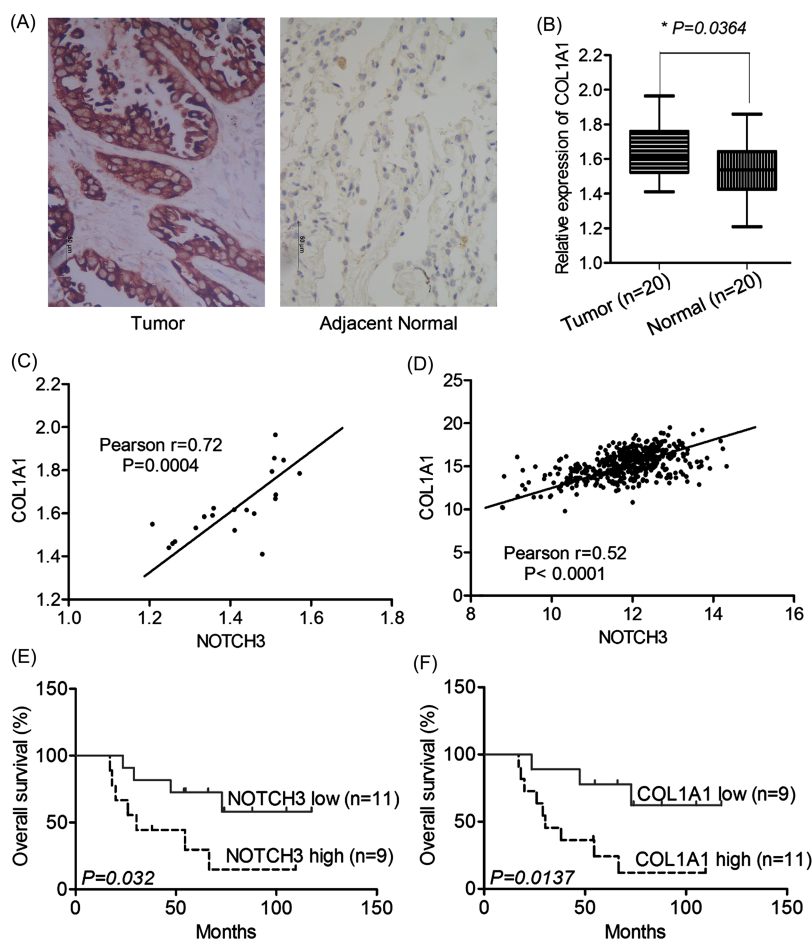 (A)
50 µm
50 µm
Tumor
Adjacent Normal
(B)
* P=0.0364
Relative expression of COL1A1
2.2
2.0
1.8
1.6
1.4
1.2
1.0
Tumor (n=20)
Normal (n=20)
(C)
COL1A1
2.2
2.0
1.8
1.6
1.4
1.2
Pearson r=0.72
P=0.0004
1.0
1.2
1.4
1.6
1.8
NOTCH3
(D)
COL1A1
25
20
15
10
5
0
Pearson r=0.52
P< 0.0001
8
10
12
14
16
NOTCH3
(E)
Overall survival (%)
150
100
50
0
NOTCH3 low (n=11)
NOTCH3 high (n=9)
P=0.032
0
50
100
150
Months
(F)
Overall survival (%)
150
100
50
0
COL1A1 low (n=9)
COL1A1 high (n=11)
P=0.0137
0
50
100
150
Months